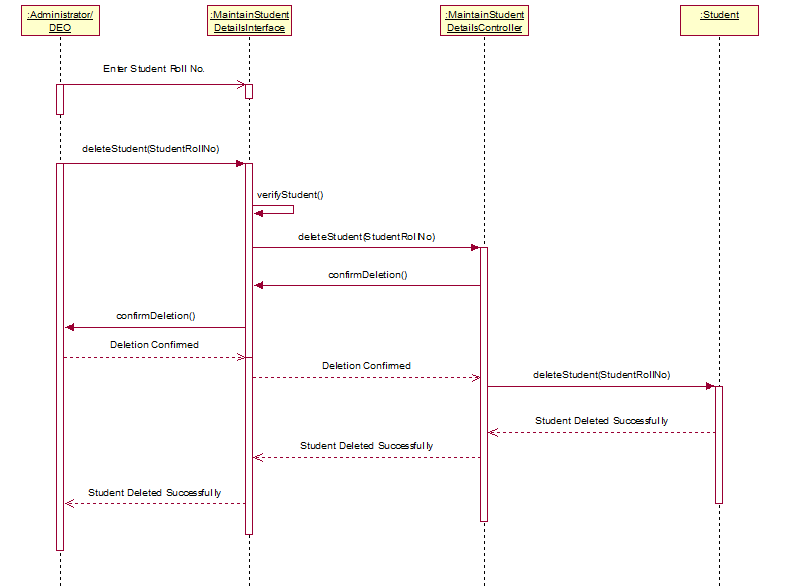 :Administrator/
DEO
:MaintainStudent
DetailsInterface
:MaintainStudent
DetailsController
:Student
Enter Student Roll No.
deleteStudent(StudentRollNo)
verifyStudent()
deleteStudent(StudentRollNo)
confirmDeletion()
confirmDeletion()
Deletion Confirmed
Deletion Confirmed
deleteStudent(StudentRollNo)
Student Deleted Successfully
Student Deleted Successfully
Student Deleted Successfully